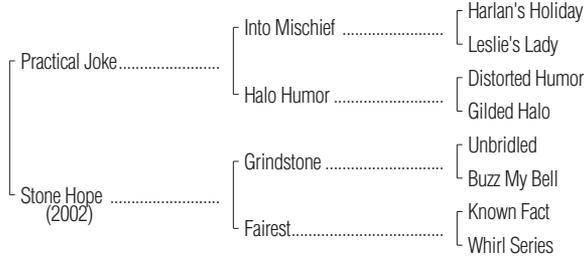 Harlan's Holiday
Into Mischief ........................
Leslie's Lady
Practical Joke........................
Distorted Humor
Halo Humor ..........................
Gilded Halo
Unbridled
Grindstone ............................
Buzz My Bell
Stone Hope ..........................
(2002)
Known Fact
Fairest....................................
Whirl Series